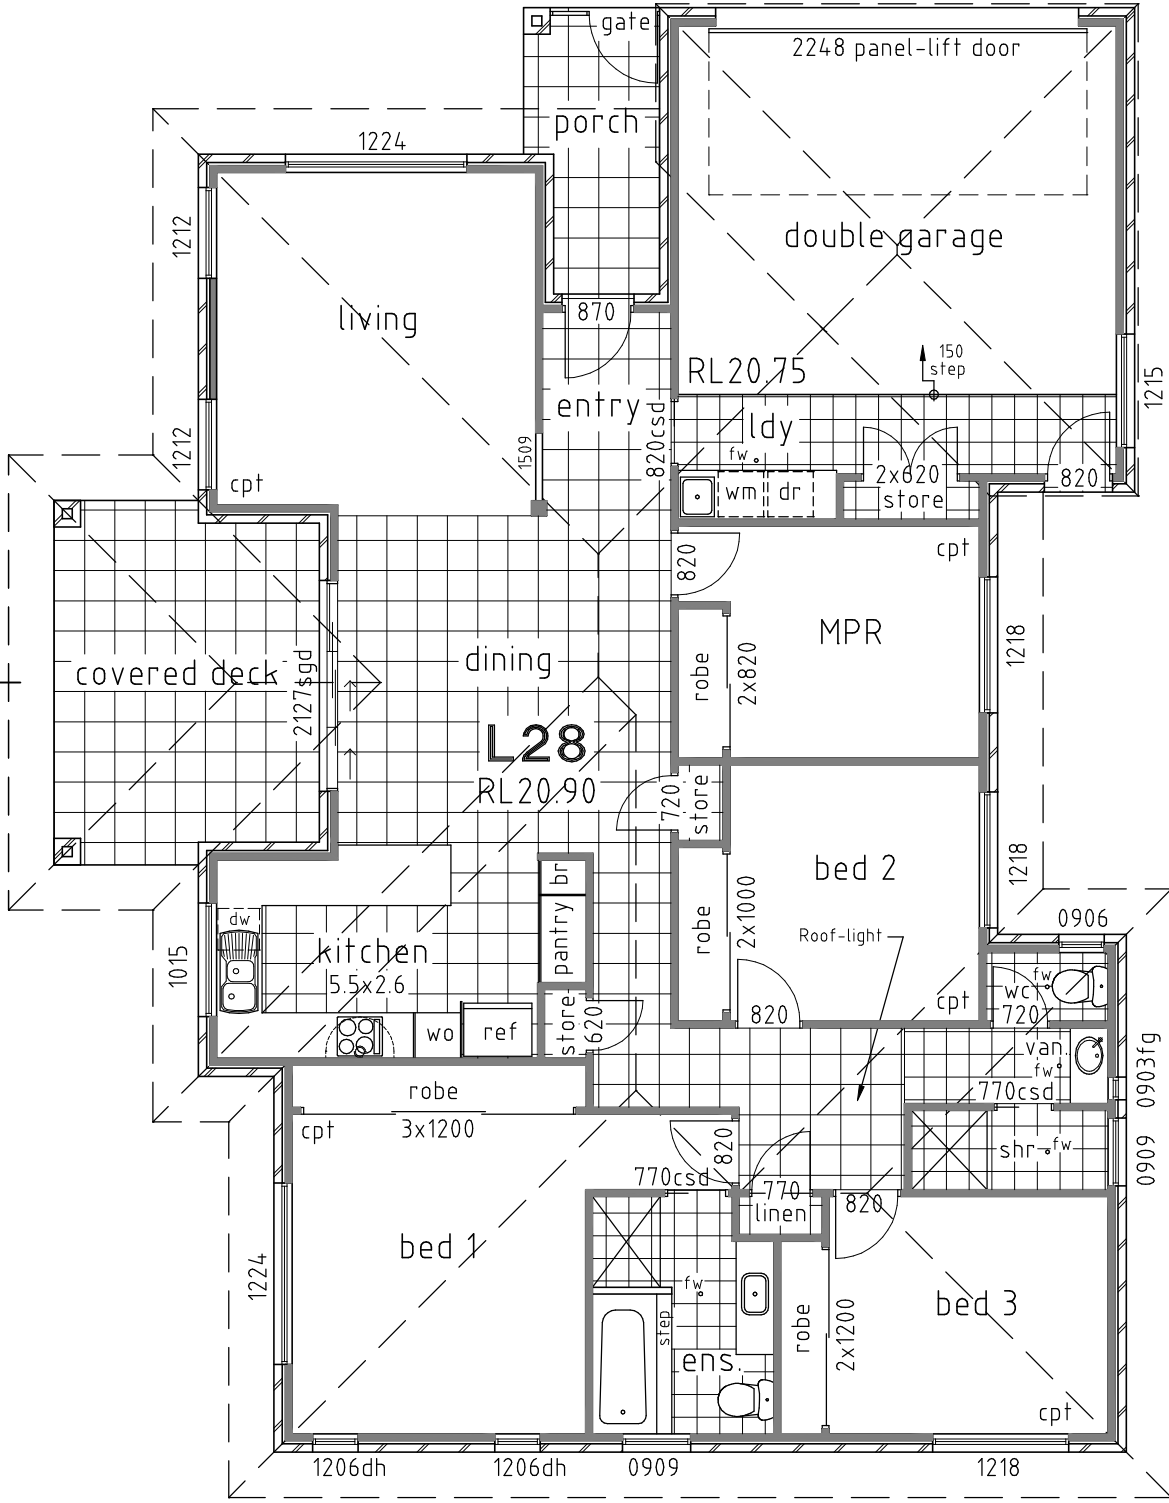 gate
2248 panel-lift door
porch
1224
1212
double garage
living
870
150
step
RL20.75
1215
entry
820csd
ldy
fw
1212
1509
cpt
wm
dr
2x620
store
820
cpt
820
MPR
1218
covered deck
2127sgd
dining
robe
2x820
L28
RL20.90
720
store
bed 2
1218
br
dw
kitchen
5.5x2.6
1015
pantry
robe
2x1000
Roof-light
0906
fw
wc
720
cpt
820
wo
ref
store
620
van.
fw
770csd
0903fg
robe
cpt
3x1200
820
shr
fw
0909
770csd
770
linen
820
bed 1
1224
fw
step
ens.
robe
2x1200
bed 3
cpt
1206dh
1206dh
0909
1218